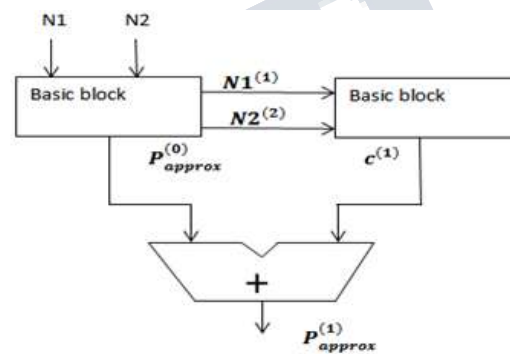 N1 N2
Basic block
N1^(1)
N2^(2)
Basic block
P_approx^(0)
c^(1)
+
P_approx^(1)